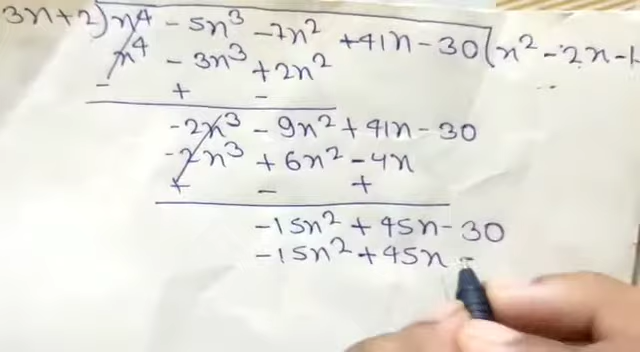 3x+2)x⁴ - 5x³ - 7x² + 41x - 30(x² - 2x - 1
x⁴ - 3x³ + 2x²
- + -
-2x³ - 9x² + 41x - 30
-2x³ + 6x² - 4x
+ - +
-15x² + 45x - 30
-15x² + 45x -